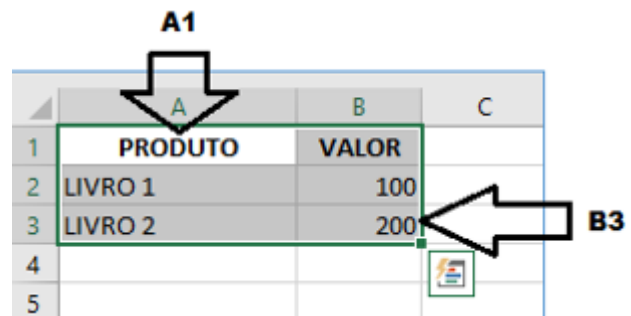 A1
A B C
1 PRODUTO VALOR
2 LIVRO 1 100
3 LIVRO 2 200
B3
4
5